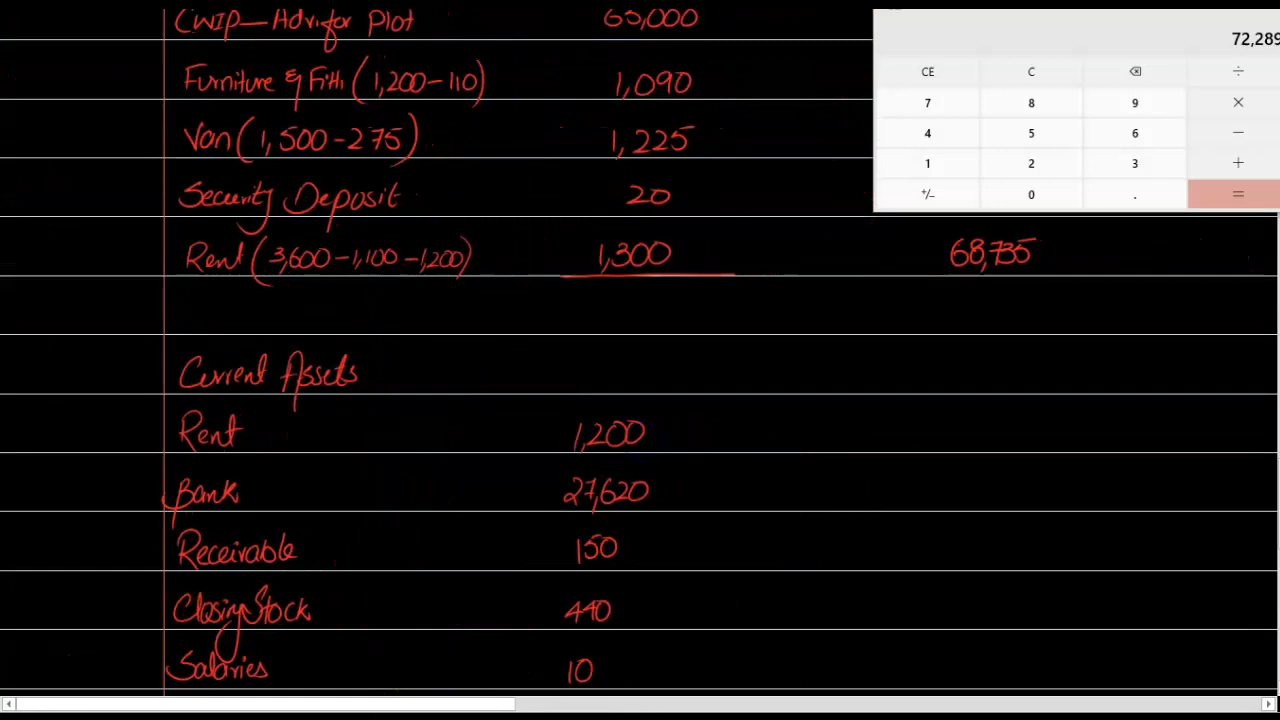 CWIP—Adv. for Plot 65,000
Furniture & Fitt (1,200-110) 1,090
Van (1,500-275) 1,225
Security Deposit 20
Rent (3,600-1,100-1,200) 1,300 68,735
Current Assets
Rent 1,200
Bank 27,620
Receivable 150
Closing Stock 440
Salaries 10
72,289
CE C ⌫ ÷
7 8 9 ×
4 5 6 −
1 2 3 +
+/− 0 . =